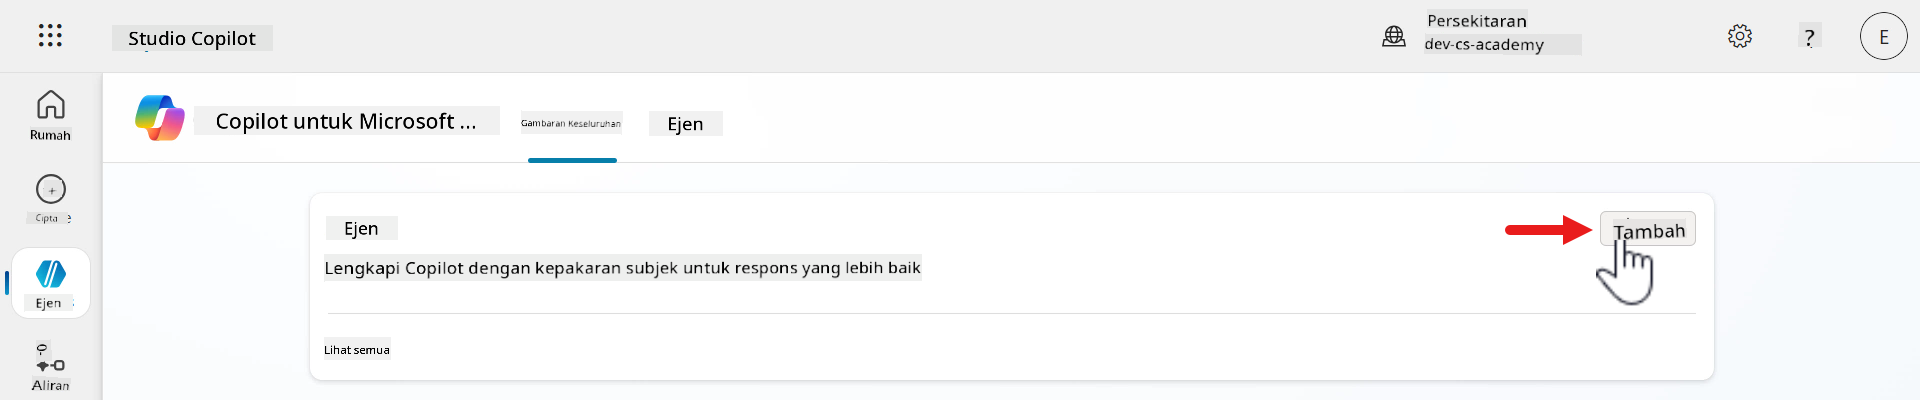 Studio Copilot
Persekitaran
dev-cs-academy
?
E
Rumah
Cipta
Ejen
Aliran
Copilot untuk Microsoft ...
Gambaran Keseluruhan
Ejen
Ejen
Tambah
Lengkapi Copilot dengan kepakaran subjek untuk respons yang lebih baik
Lihat semua